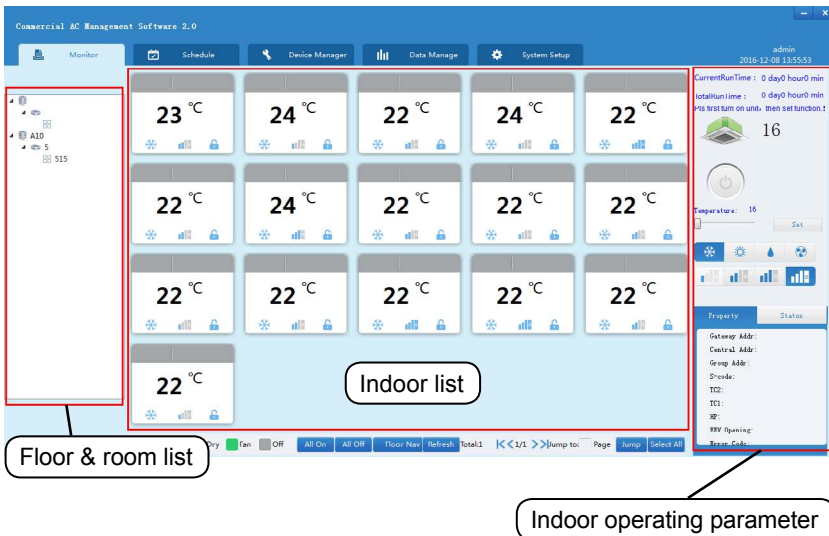 Commercial AC Management Software 2.0
Monitor
Schedule
Device Manager
Data Manage
System Setup
admin
2016-12-08 13:55:53
A10
5
515
23 °C
24 °C
22 °C
24 °C
22 °C
22 °C
24 °C
22 °C
22 °C
22 °C
22 °C
22 °C
22 °C
22 °C
22 °C
22 °C
CurrentRunTime : 0 day0 hour0 min
TotalRunTime : 0 day0 hour0 min
Pls first turn on unit, then set function.
16
Temperature: 16
Set
Property
Status
Gateway Addr:
Central Addr:
Group Addr:
S-code:
TC2:
TC1:
HP:
EEV Opening:
Error Code:
Dry
Fan
Off
All On
All Off
Floor Nav
Refresh
Total:1
1/1
Jump to:
Page
Jump
Select All
Indoor list
Floor & room list
Indoor operating parameter